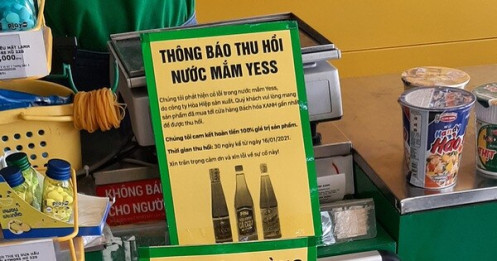 THÔNG BÁO THU HỒI
NƯỚC MẮM YESS
Chúng tôi phát hiện có lỗi trong nước mắm Yess,
do công ty Hòa Hiệp sản xuất. Quý khách vui lòng mang
sản phẩm đã mua tới cửa hàng Bách hóa XANH gần nhất
để được thu hồi.
Chúng tôi cam kết hoàn tiền 100% giá trị sản phẩm.
Thời gian thu hồi: 30 ngày kể từ ngày 16/01/2021.
Xin trân trọng cảm ơn và xin lỗi về sự cố này!
KHÔNG BÁN
CHO NGƯỜI
,000
Hảo Hảo